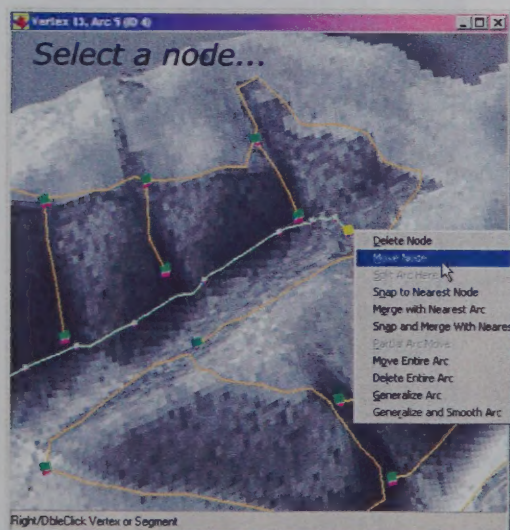 Vertex 13, Arc 5 (ID 4)
Select a node...
Delete Node
Move Node
Split Arc Here
Snap to Nearest Node
Merge with Nearest Arc
Snap and Merge With Neares
Partial Arc Move
Move Entire Arc
Delete Entire Arc
Generalize Arc
Generalize and Smooth Arc
Right/DbleClick Vertex or Segment